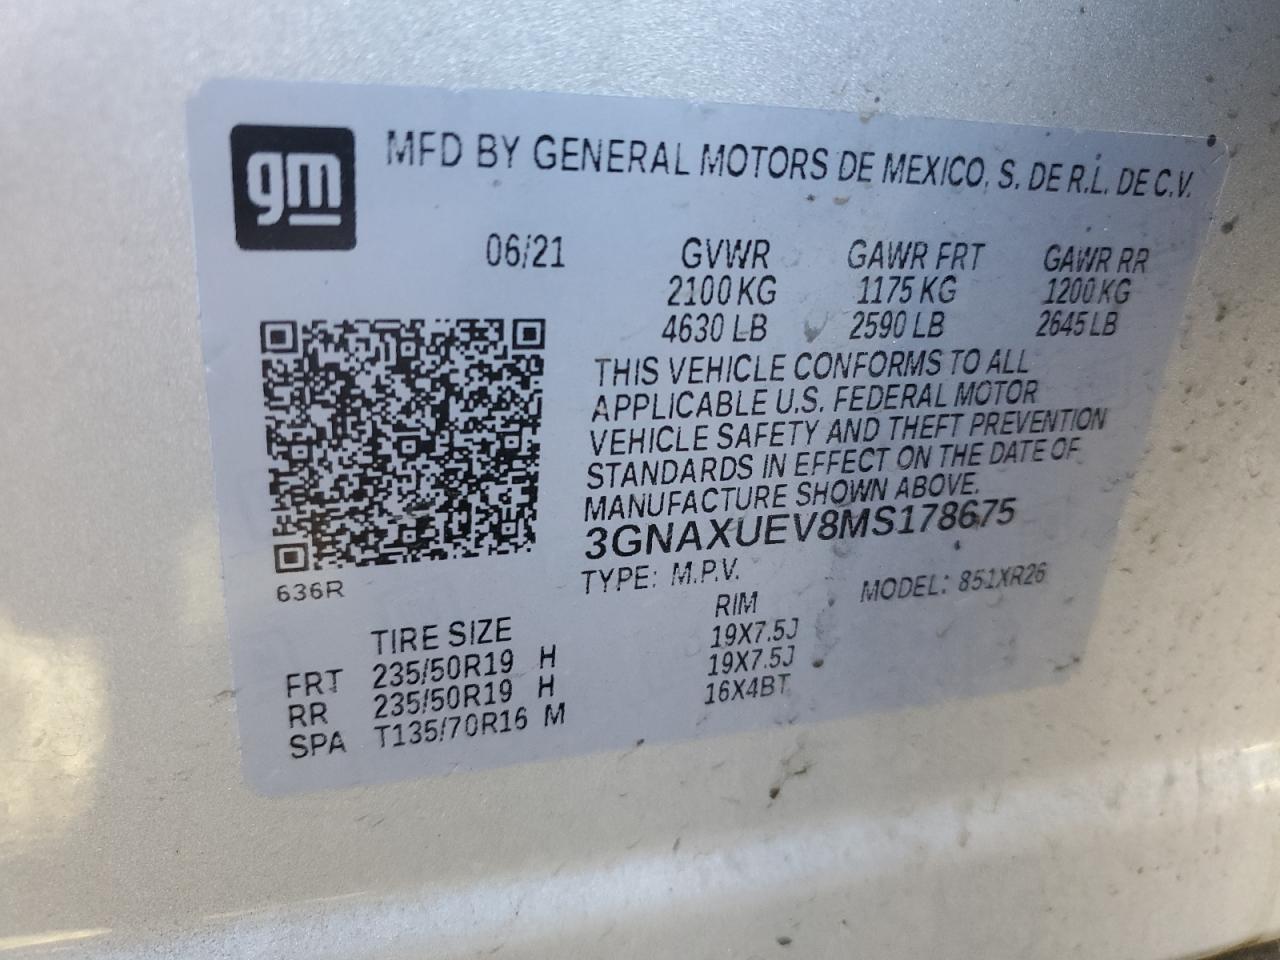 gm
MFD BY GENERAL MOTORS DE MEXICO, S. DE R.L. DE C.V.
06/21 GVWR GAWR FRT GAWR RR
2100 KG 1175 KG 1200 KG
4630 LB 2590 LB 2645 LB
THIS VEHICLE CONFORMS TO ALL
APPLICABLE U.S. FEDERAL MOTOR
VEHICLE SAFETY AND THEFT PREVENTION
STANDARDS IN EFFECT ON THE DATE OF
MANUFACTURE SHOWN ABOVE.
3GNAXUEV8MS178675
TYPE: M.P.V. MODEL: 851XR26
636R
TIRE SIZE RIM
FRT 235/50R19 H 19X7.5J
RR 235/50R19 H 19X7.5J
SPA T135/70R16 M 16X4BT